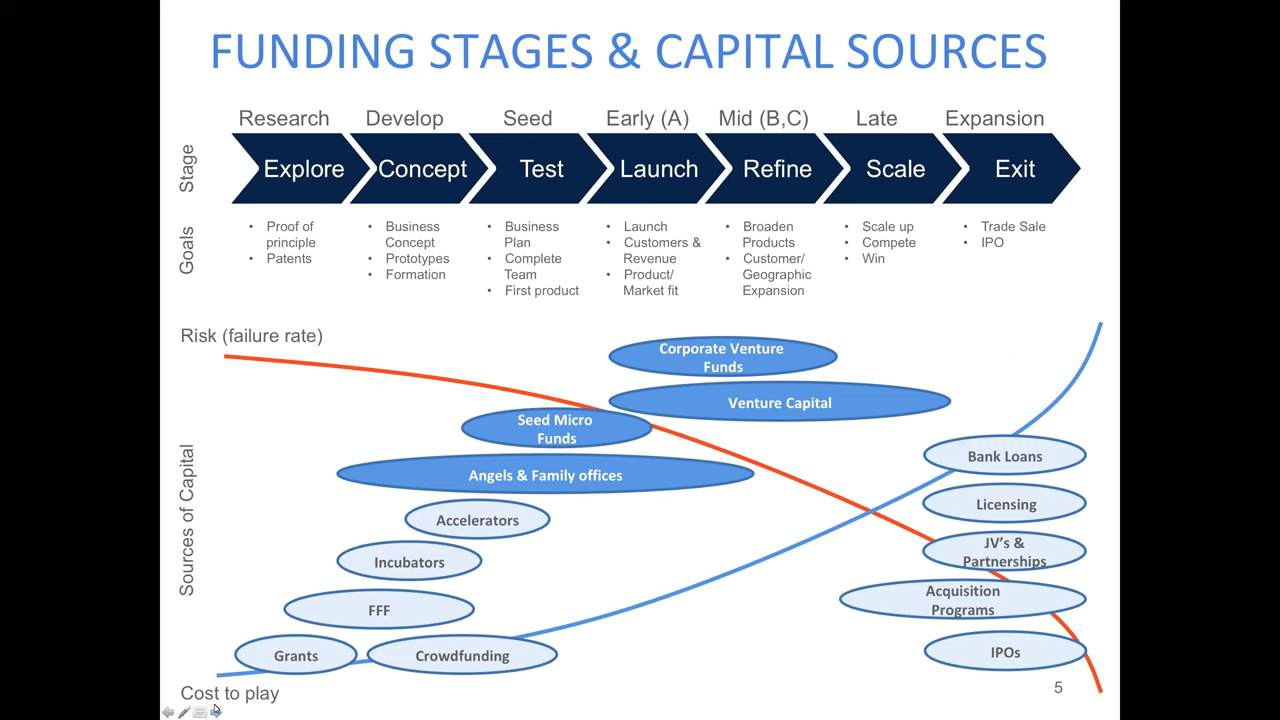 FUNDING STAGES & CAPITAL SOURCES
Research
Develop
Seed
Early (A)
Mid (B,C)
Late
Expansion
Stage
Explore
Concept
Test
Launch
Refine
Scale
Exit
Goals
• Proof of
principle
• Patents
• Business
Concept
• Prototypes
• Formation
• Business
Plan
• Complete
Team
• First product
• Launch
• Customers &
Revenue
• Product/
Market fit
• Broaden
Products
• Customer/
Geographic
Expansion
• Scale up
• Compete
• Win
• Trade Sale
• IPO
Risk (failure rate)
Corporate Venture
Funds
Venture Capital
Seed Micro
Funds
Angels & Family offices
Sources of Capital
Accelerators
Incubators
FFF
Grants
Crowdfunding
Bank Loans
Licensing
JV's &
Partnerships
Acquisition
Programs
IPOs
Cost to play
5